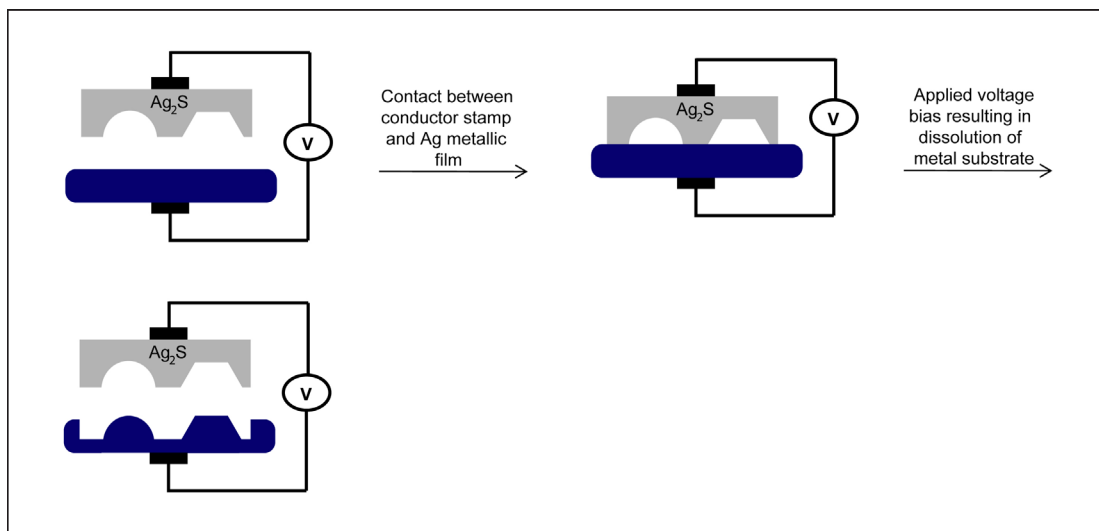 Ag₂S
V
Contact between
conductor stamp
and Ag metallic
film
Ag₂S
V
Applied voltage
bias resulting in
dissolution of
metal substrate
Ag₂S
V